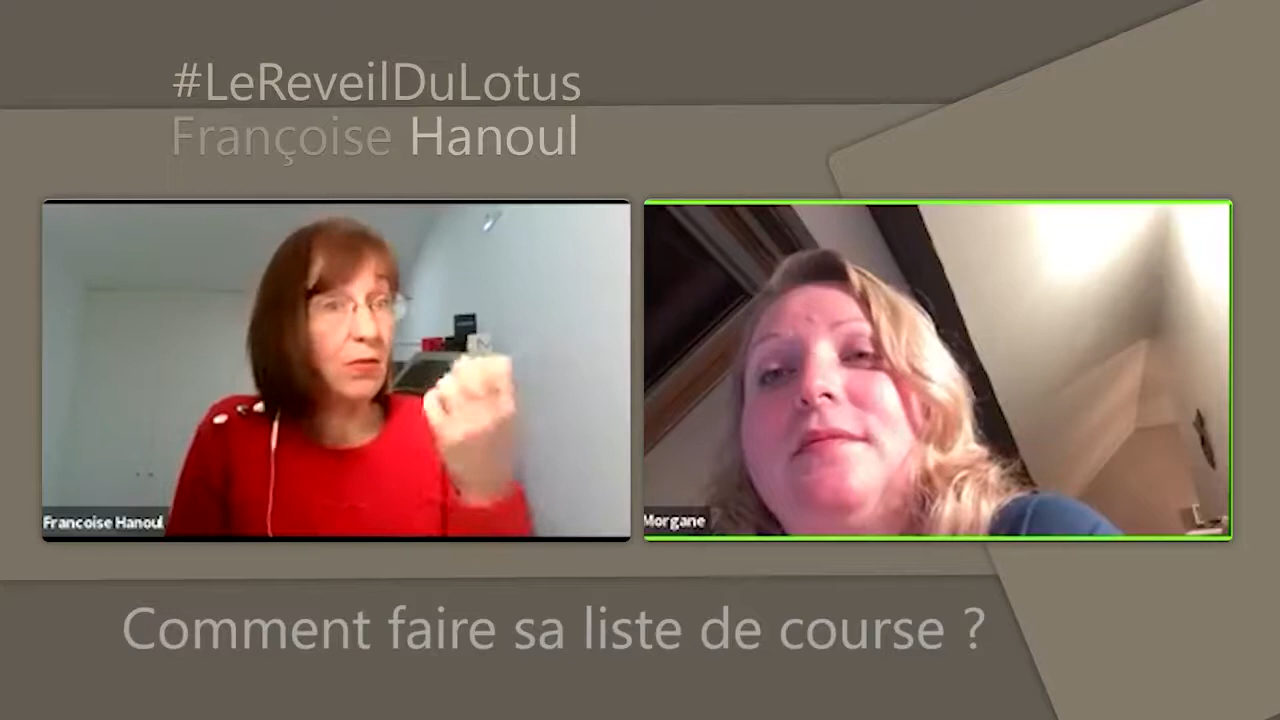 #LeReveilDuLotus
Françoise Hanoul
Francoise Hanoul
Morgane
Comment faire sa liste de course ?